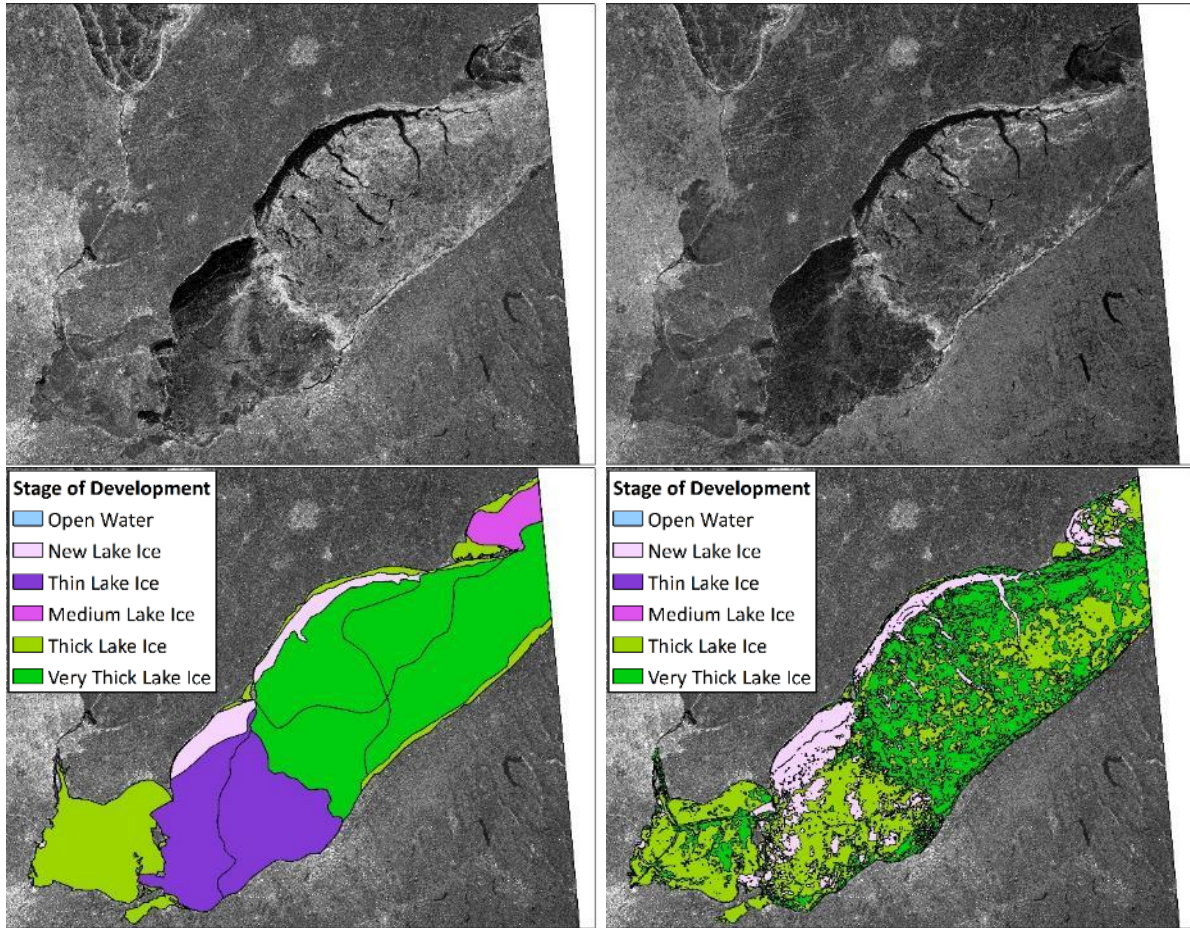 Stage of Development
Open Water
New Lake Ice
Thin Lake Ice
Medium Lake Ice
Thick Lake Ice
Very Thick Lake Ice
Stage of Development
Open Water
New Lake Ice
Thin Lake Ice
Medium Lake Ice
Thick Lake Ice
Very Thick Lake Ice